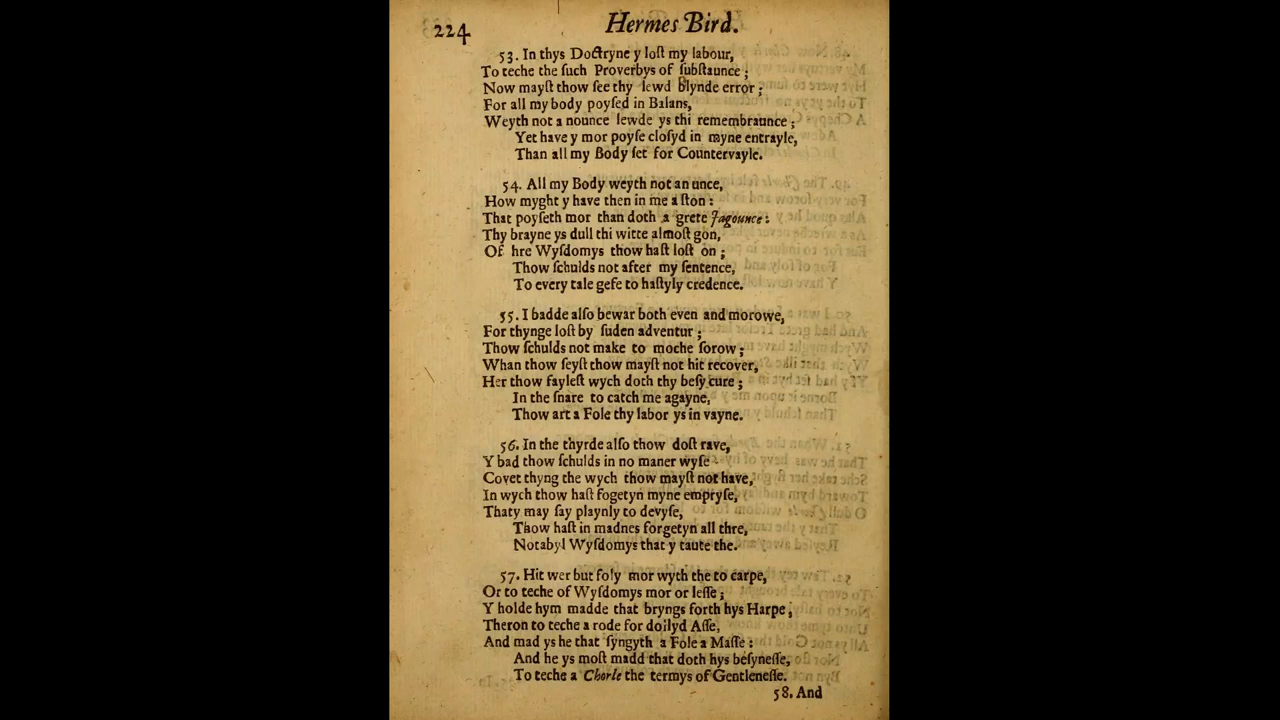 224 Hermes Bird.
53. In thys Doctryne y loſt my labour,
To teche the ſuch Proverbys of ſubſtaunce;
Now mayſt thow ſee thy lewd blynde error;
For all my body poyſed in Balans,
Weyth not a nounce lewde ys thi remembraunce;
Yet have y mor poyſe cloſyd in myne entrayle,
Than all my Body ſet for Countervayle.
54. All my Body weyth not an unce,
How myght y have then in me a ſton:
That poyſeth mor than doth a grete Jagounce:
Thy brayne ys dull thi witte almoſt gon,
Of hre Wyſdomys thow haſt loſt on;
Thow ſchulds not after my ſentence,
To every tale gefe to haſtyly credence.
55. I badde alſo bewar both even and morowe,
For thynge loſt by ſuden adventur;
Thow ſchulds not make to moche ſorow;
Whan thow ſeyſt thow mayſt not hit recover,
Her thow fayleſt wych doth thy beſy cure;
In the ſnare to catch me agayne,
Thow art a Fole thy labor ys in vayne.
56. In the thyrde alſo thow doſt rave,
Y bad thow ſchulds in no maner wyſe
Covet thyng the wych thow mayſt not have,
In wych thow haſt fogetyn myne empryſe,
Thaty may ſay playnly to devyſe,
Thow haſt in madnes forgetyn all thre,
Notabyl Wyſdomys that y taute the.
57. Hit wer but foly mor wyth the to carpe,
Or to teche of Wyſdomys mor or leſſe;
Y holde hym madde that bryngs forth hys Harpe,
Theron to teche a rode for doilyd Aſſe,
And mad ys he that ſyngyth a Fole a Maſſe:
And he ys moſt madd that doth hys beſyneſſe,
To teche a Chorle the termys of Gentleneſſe.
58. And